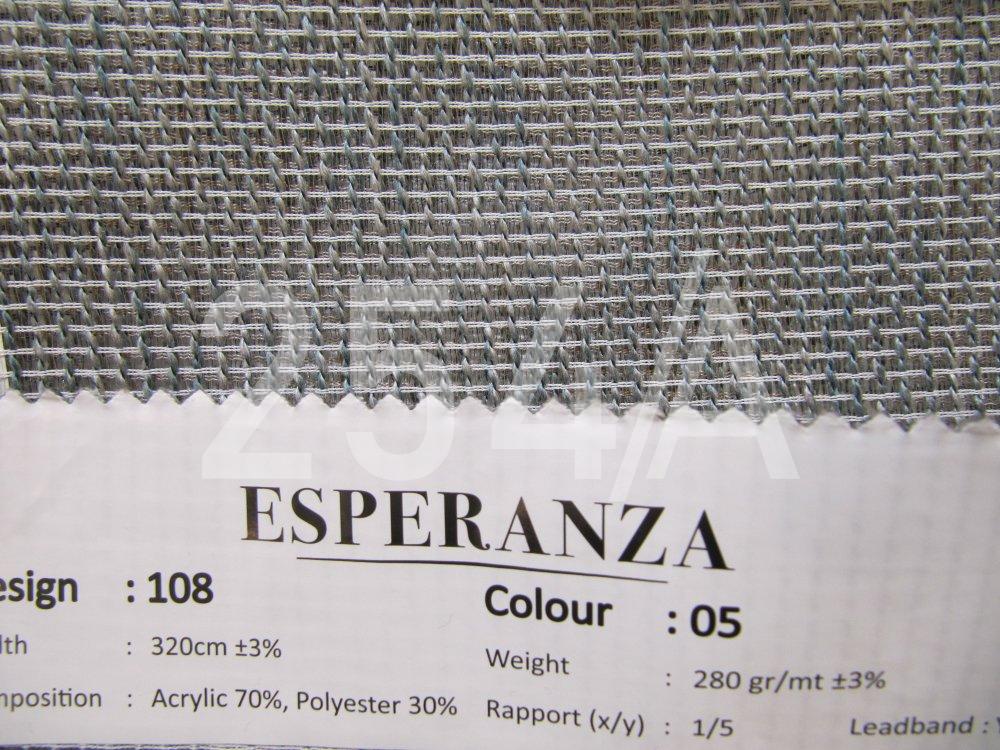 254/A
ESPERANZA
esign : 108 Colour : 05
dth : 320cm ±3% Weight : 280 gr/mt ±3%
mposition : Acrylic 70%, Polyester 30% Rapport (x/y) : 1/5 Leadband :